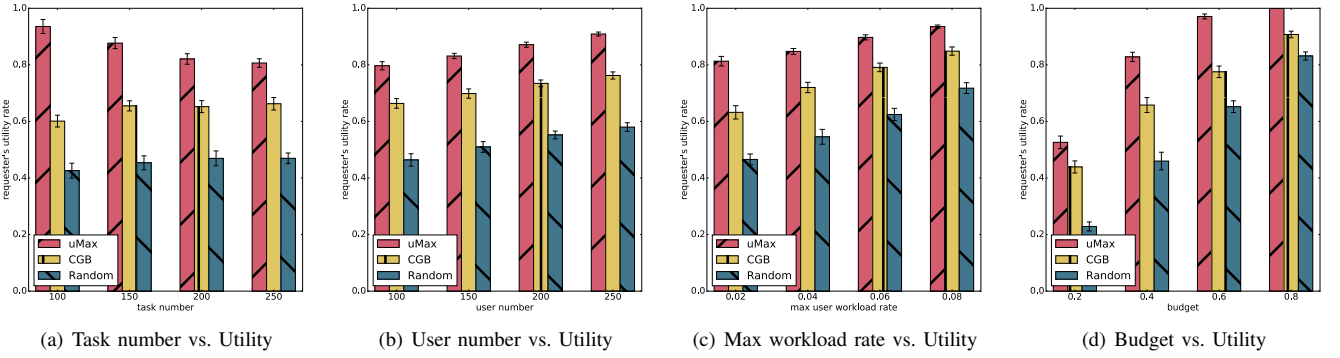 requester's utility rate
1.0
0.8
0.6
0.4
0.2
0.0
uMax
CGB
Random
100 150 200 250
task number
(a) Task number vs. Utility
requester's utility rate
1.0
0.8
0.6
0.4
0.2
0.0
uMax
CGB
Random
100 150 200 250
user number
(b) User number vs. Utility
requester's utility rate
1.0
0.8
0.6
0.4
0.2
0.0
uMax
CGB
Random
0.02 0.04 0.06 0.08
max user workload rate
(c) Max workload rate vs. Utility
requester's utility rate
1.0
0.8
0.6
0.4
0.2
0.0
uMax
CGB
Random
0.2 0.4 0.6 0.8
budget
(d) Budget vs. Utility